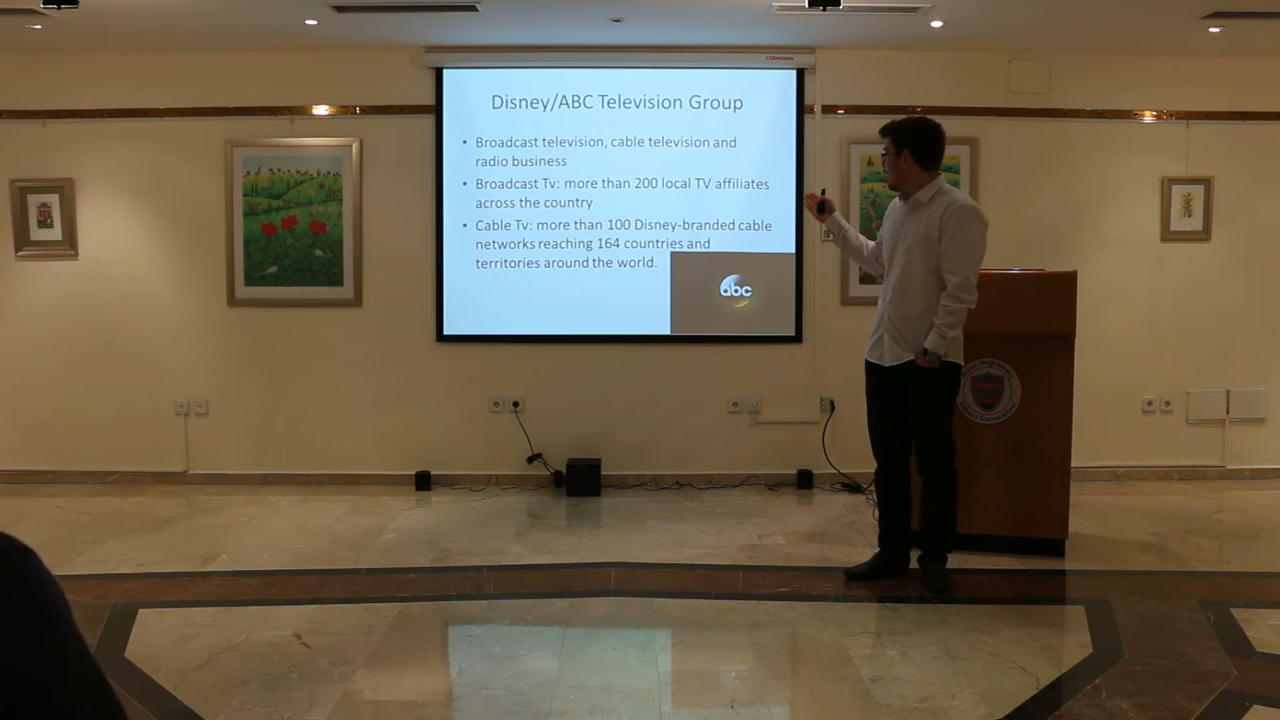 CODEGEN
Disney/ABC Television Group
• Broadcast television, cable television and
radio business
• Broadcast Tv: more than 200 local TV affiliates
across the country
• Cable Tv: more than 100 Disney-branded cable
networks reaching 164 countries and
territories around the world.
abc